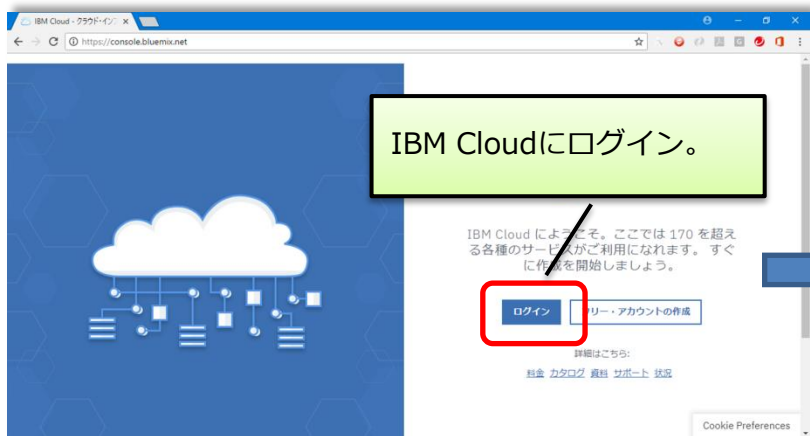 IBM Cloud - クラウド・イン
https://console.bluemix.net
IBM Cloudにログイン。
IBM Cloud にようこそ。ここでは 170 を超え
る各種のサービスがご利用になれます。 すぐ
に作成を開始しましょう。
ログイン
フリー・アカウントの作成
詳細はこちら:
料金 カタログ 資料 サポート 状況
Cookie Preferences